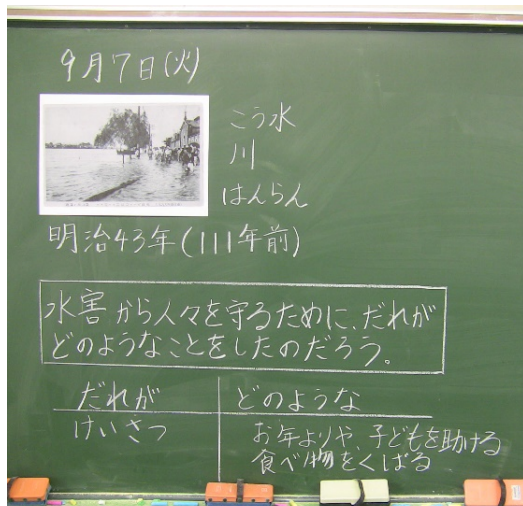 9月7日(火)
こう水
川
はんらん
明治43年(111年前)
水害から人々を守るために、だれが
どのようなことをしたのだろう。
だれが
どのような
けいさつ
お年よりや、子どもを助ける
食べ物をくばる